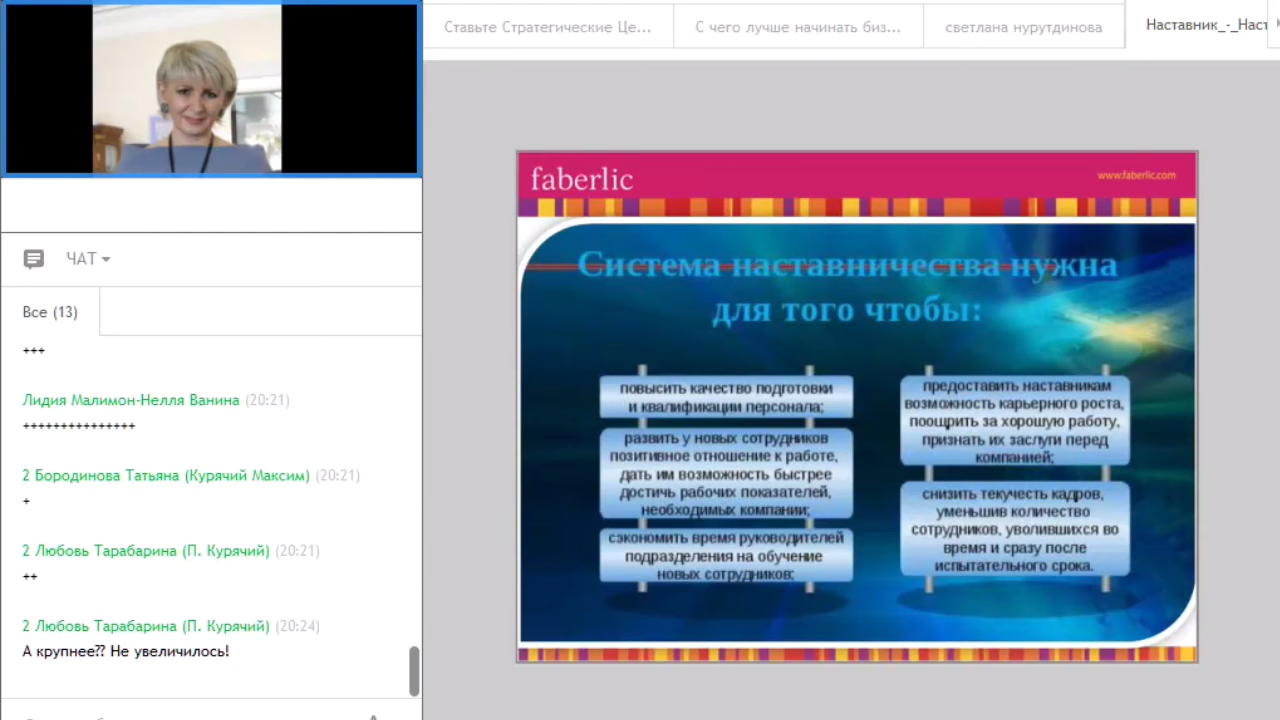 Ставьте Стратегические Це...
С чего лучше начинать биз...
светлана нурутдинова
Наставник_-_Наст
ЧАТ
Все (13)
+++
Лидия Малимон-Нелля Ванина (20:21)
+++++++++++++++
2 Бородинова Татьяна (Курячий Максим) (20:21)
+
2 Любовь Тарабарина (П. Курячий) (20:21)
++
2 Любовь Тарабарина (П. Курячий) (20:24)
А крупнее?? Не увеличилось!
faberlic
www.faberlic.com
Система наставничества нужна
для того чтобы:
повысить качество подготовки
и квалификации персонала;
развить у новых сотрудников
позитивное отношение к работе,
дать им возможность быстрее
достичь рабочих показателей,
необходимых компании;
сэкономить время руководителей
подразделения на обучение
новых сотрудников;
предоставить наставникам
возможность карьерного роста,
поощрить за хорошую работу,
признать их заслуги перед
компанией;
снизить текучесть кадров,
уменьшив количество
сотрудников, уволившихся во
время и сразу после
испытательного срока.